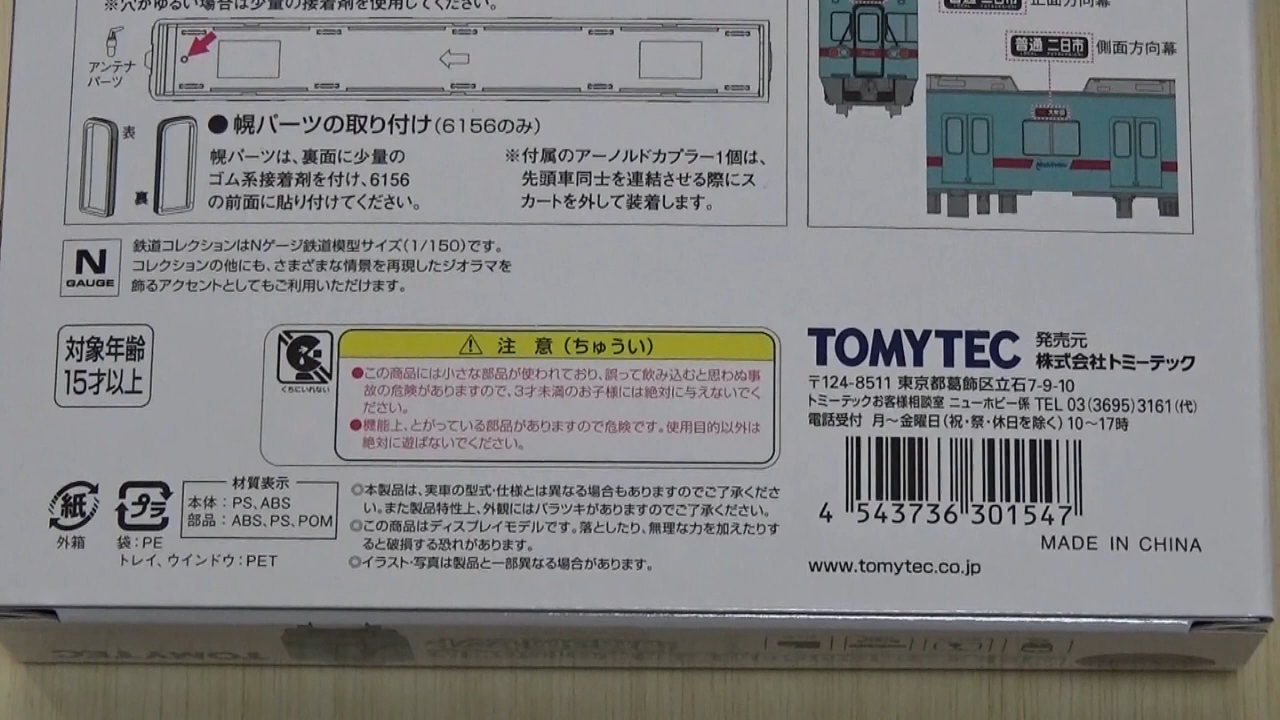 ※穴がゆるい場合は少量の接着剤を使用してください。
アンテナ
パーツ
表
裏
●幌パーツの取り付け(6156のみ)
幌パーツは、裏面に少量の
ゴム系接着剤を付け、6156
の前面に貼り付けてください。
※付属のアーノルドカプラー1個は、
先頭車同士を連結させる際にス
カートを外して装着します。
正面方向幕
普通 二日市
側面方向幕
N
GAUGE
鉄道コレクションはNゲージ鉄道模型サイズ(1/150)です。
コレクションの他にも、さまざまな情景を再現したジオラマを
飾るアクセントとしてもご利用いただけます。
対象年齢
15才以上
くちにいれない
注 意(ちゅうい)
●この商品には小さな部品が使われており、誤って飲み込むと思わぬ事
故の危険がありますので、3才未満のお子様には絶対に与えないでく
ださい。
●機能上、とがっている部品がありますので危険です。使用目的以外は
絶対に遊ばないでください。
TOMYTEC
発売元
株式会社トミーテック
〒124-8511 東京都葛飾区立石7-9-10
トミーテックお客様相談室 ニューホビー係 TEL 03(3695)3161(代)
電話受付 月〜金曜日(祝・祭・休日を除く)10〜17時
4 543736 301547
MADE IN CHINA
www.tomytec.co.jp
紙
外箱
プラ
袋:PE
トレイ、ウインドウ:PET
材質表示
本体:PS,ABS
部品:ABS,PS,POM
◎本製品は、実車の型式・仕様とは異なる場合もありますのでご了承くださ
い。また製品特性上、外観にはバラツキがありますのでご了承ください。
◎この商品はディスプレイモデルです。落としたり、無理な力を加えたりす
ると破損する恐れがあります。
◎イラスト・写真は製品と一部異なる場合があります。
TOMYTEC